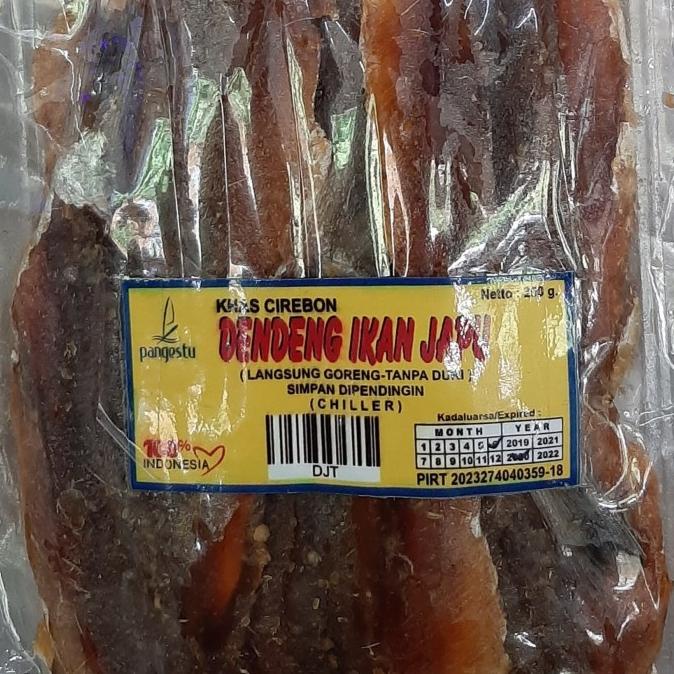 KHAS CIREBON
Netto : 250 g.
DENDENG IKAN JAPU
pangestu
( LANGSUNG GORENG-TANPA DURI )
SIMPAN DIPENDINGIN
( CHILLER )
Kadaluarsa/Expired :
MONTH YEAR
1 2 3 4 5 2019 2021
7 8 9 10 11 12 2020 2022
100%
INDONESIA
DJT
PIRT 2023274040359-18